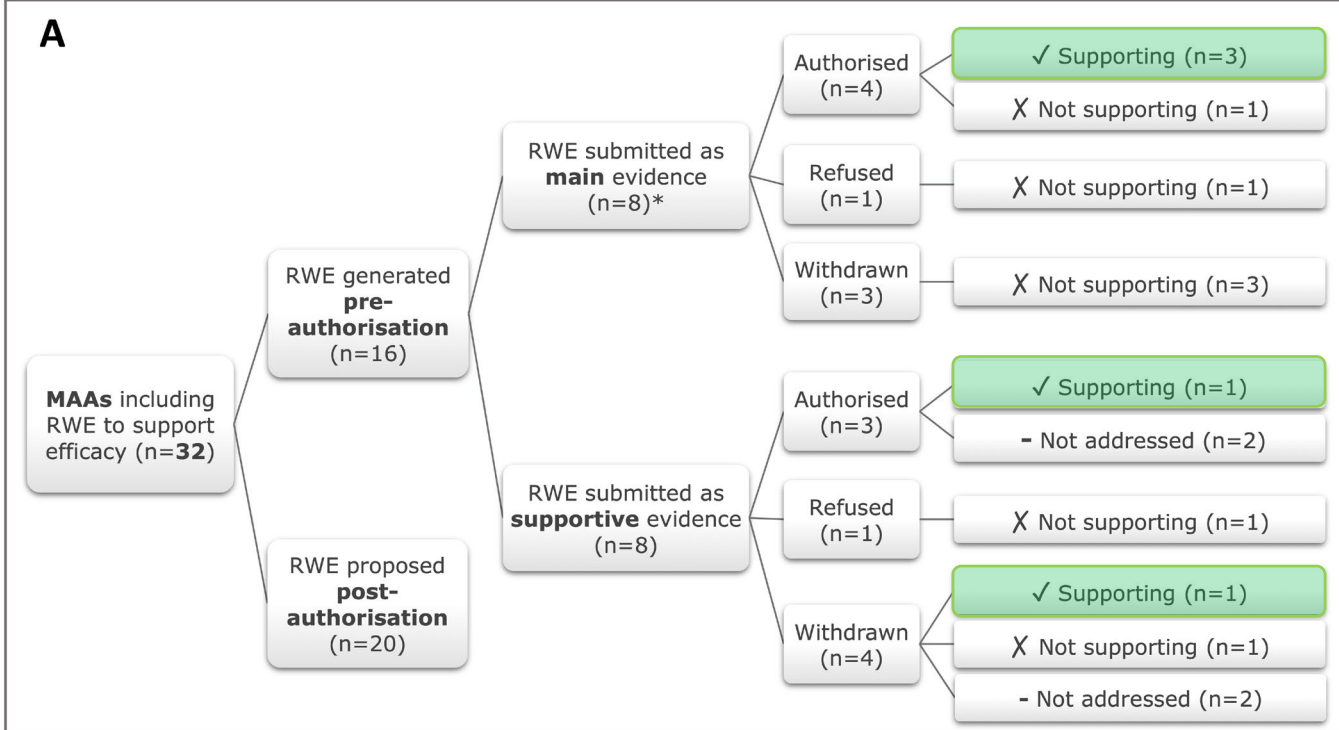 A
MAAs including
RWE to support
efficacy (n=32)
RWE generated
pre-
authorisation
(n=16)
RWE proposed
post-
authorisation
(n=20)
RWE submitted as
main evidence
(n=8)*
RWE submitted as
supportive evidence
(n=8)
Authorised
(n=4)
✓ Supporting (n=3)
✗ Not supporting (n=1)
Refused
(n=1)
✗ Not supporting (n=1)
Withdrawn
(n=3)
✗ Not supporting (n=3)
Authorised
(n=3)
✓ Supporting (n=1)
- Not addressed (n=2)
Refused
(n=1)
✗ Not supporting (n=1)
Withdrawn
(n=4)
✓ Supporting (n=1)
✗ Not supporting (n=1)
- Not addressed (n=2)